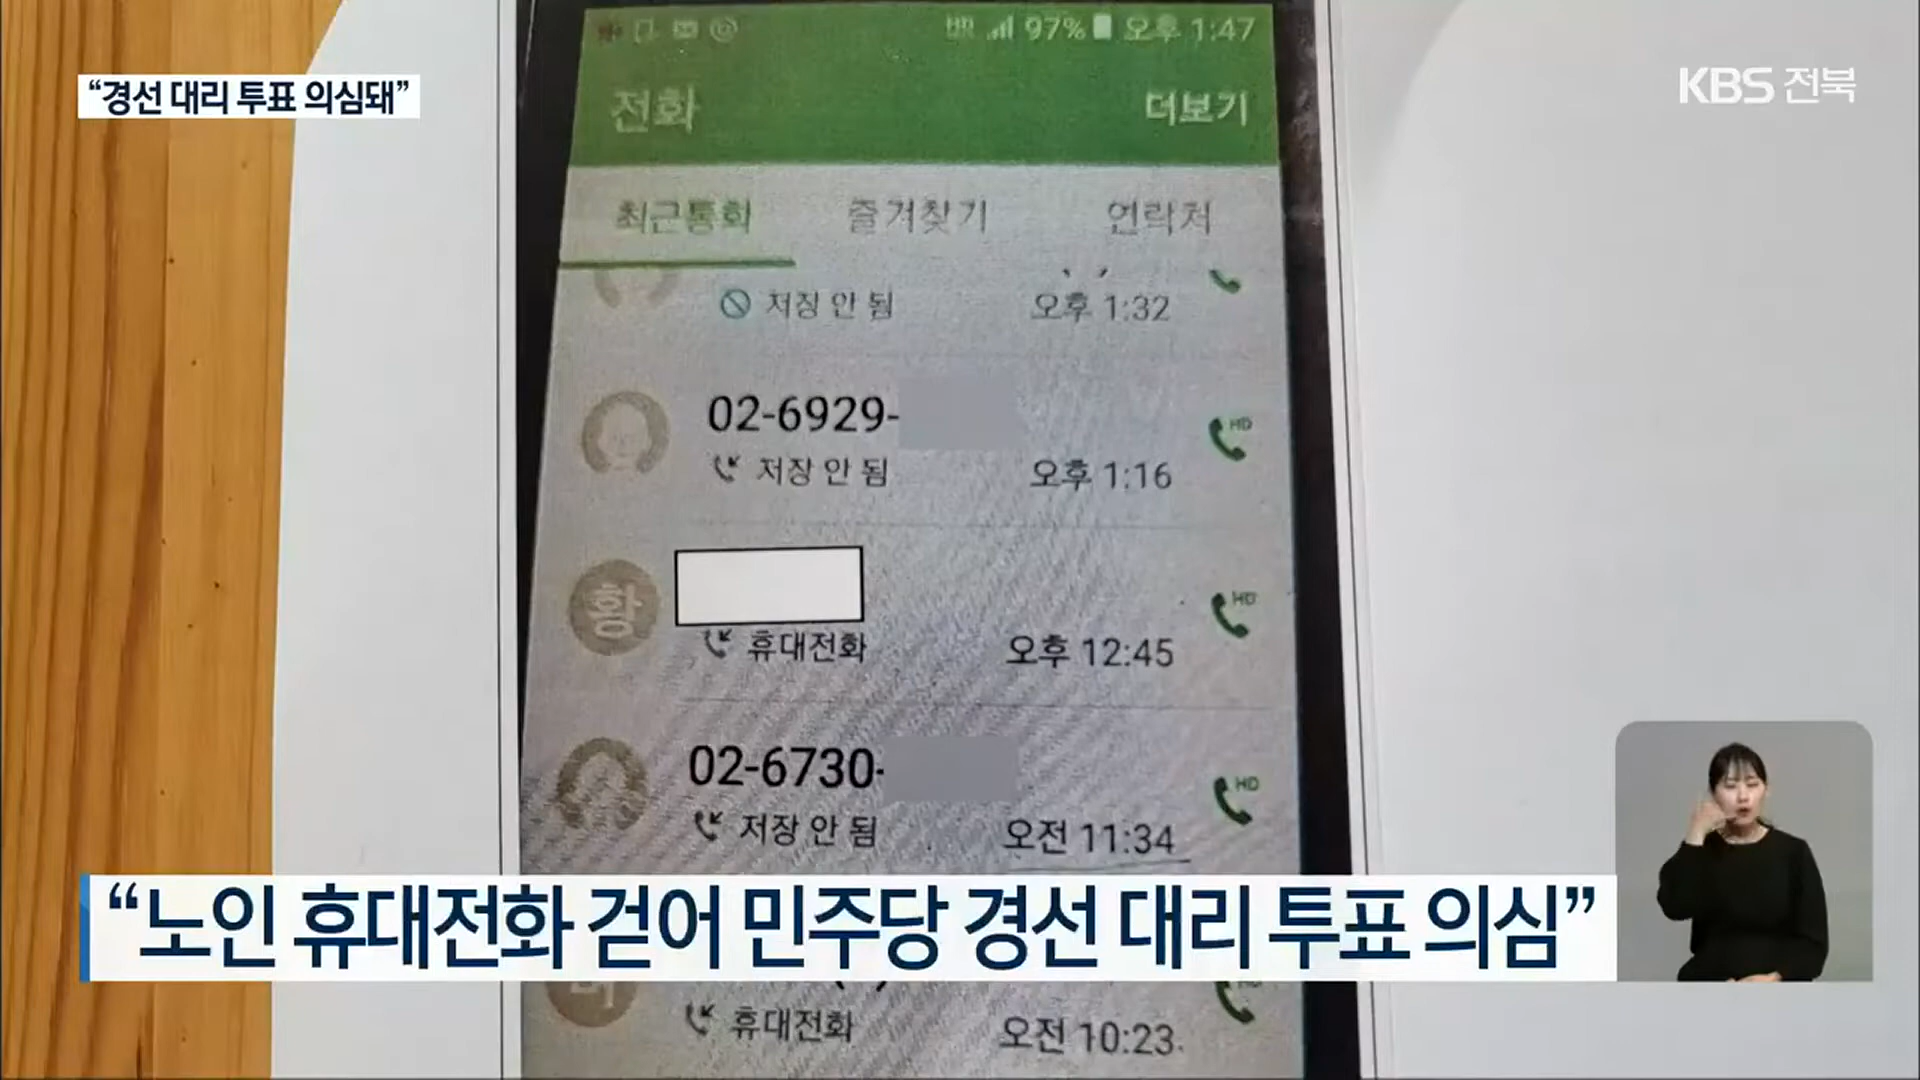 “경선 대리 투표 의심돼”
KBS 전북
97% 오후 1:47
전화 더보기
최근통화 즐겨찾기 연락처
저장 안 됨 오후 1:32
02-6929-
HD
저장 안 됨 오후 1:16
황
HD
휴대전화 오후 12:45
02-6730-
HD
저장 안 됨 오전 11:34
“노인 휴대전화 걷어 민주당 경선 대리 투표 의심”
휴대전화 오전 10:23